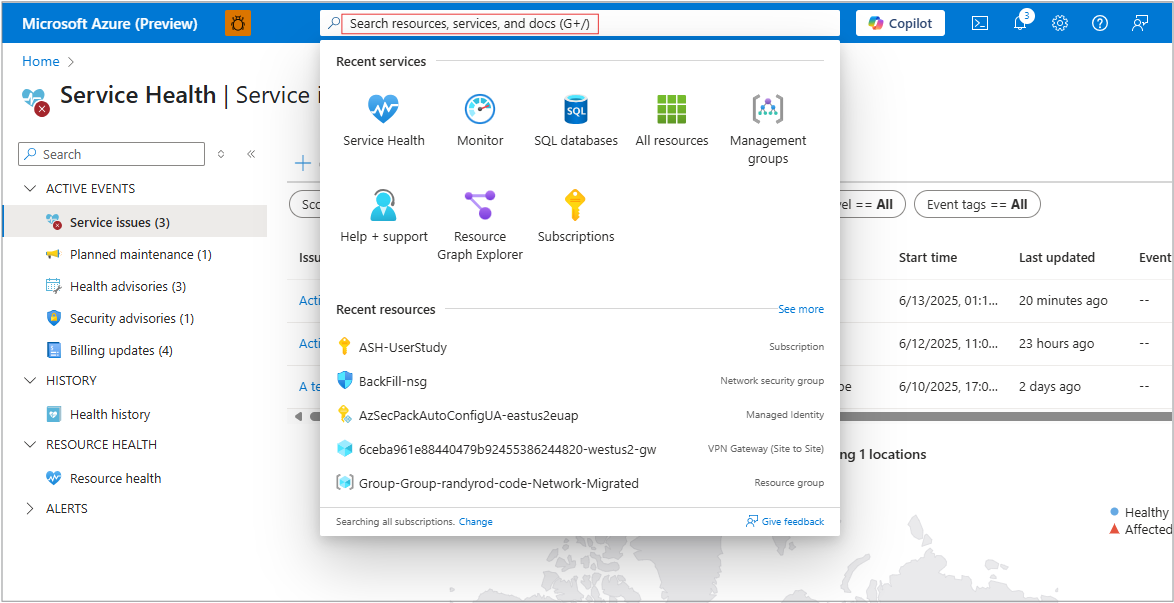 Microsoft Azure (Preview)
Search resources, services, and docs (G+/)
Copilot
3
Home
Service Health | Service i
Search
ACTIVE EVENTS
Service issues (3)
Planned maintenance (1)
Health advisories (3)
Security advisories (1)
Billing updates (4)
HISTORY
Health history
RESOURCE HEALTH
Resource health
ALERTS
Recent services
Service Health
Monitor
SQL
SQL databases
All resources
Management
groups
Help + support
Resource
Graph Explorer
Subscriptions
Recent resources
See more
ASH-UserStudy
Subscription
BackFill-nsg
Network security group
AzSecPackAutoConfigUA-eastus2euap
Managed Identity
6ceba961e88440479b92455386244820-westus2-gw
VPN Gateway (Site to Site)
Group-Group-randyrod-code-Network-Migrated
Resource group
Searching all subscriptions. Change
Give feedback
Sco
vel == All
Event tags == All
Issu
Start time
Last updated
Event
Acti
6/13/2025, 01:1...
20 minutes ago
--
Acti
6/12/2025, 11:0...
23 hours ago
--
A te
pe
6/10/2025, 17:0...
2 days ago
--
ng 1 locations
Healthy
Affected